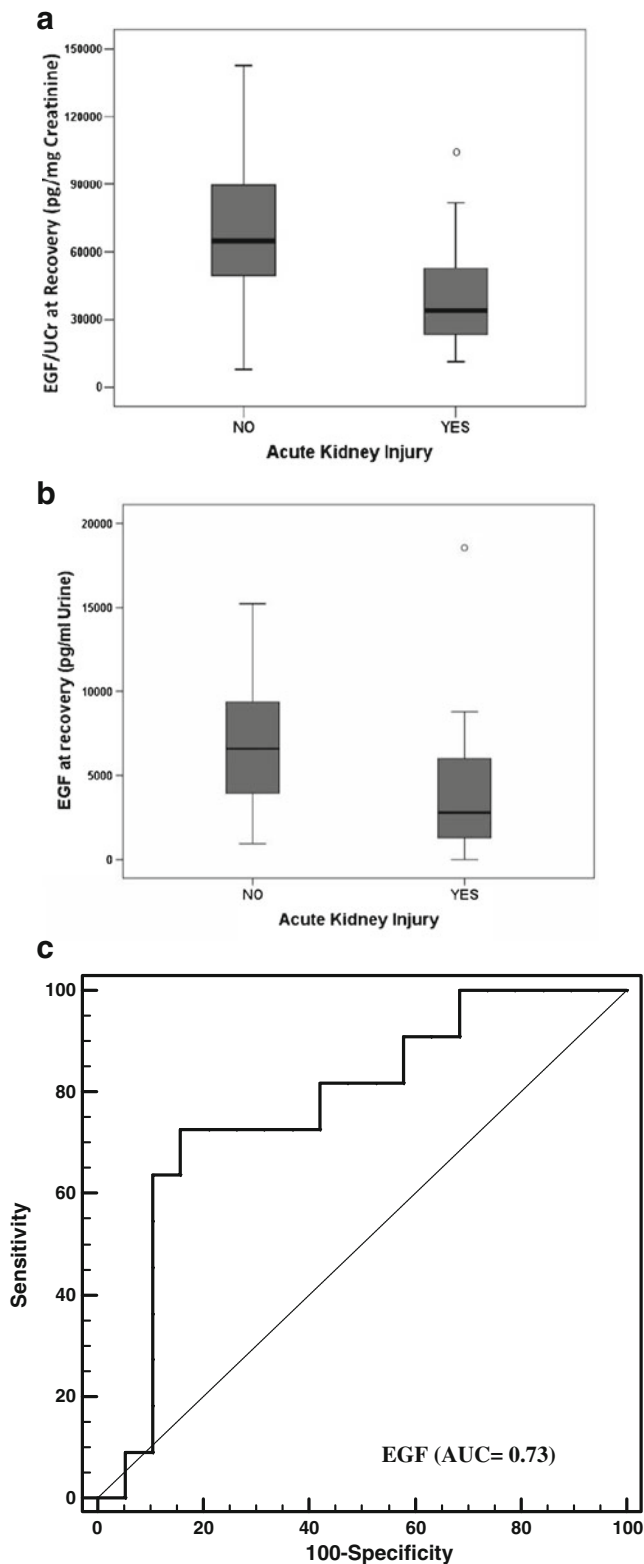 a
EGF/UCr at Recovery (pg/mg Creatinine)
150000
120000
90000
60000
30000
0
NO YES
Acute Kidney Injury
b
EGF at recovery (pg/ml Urine)
20000
15000
10000
5000
0
NO YES
Acute Kidney Injury
c
Sensitivity
100
80
60
40
20
0
EGF (AUC= 0.73)
0 20 40 60 80 100
100-Specificity